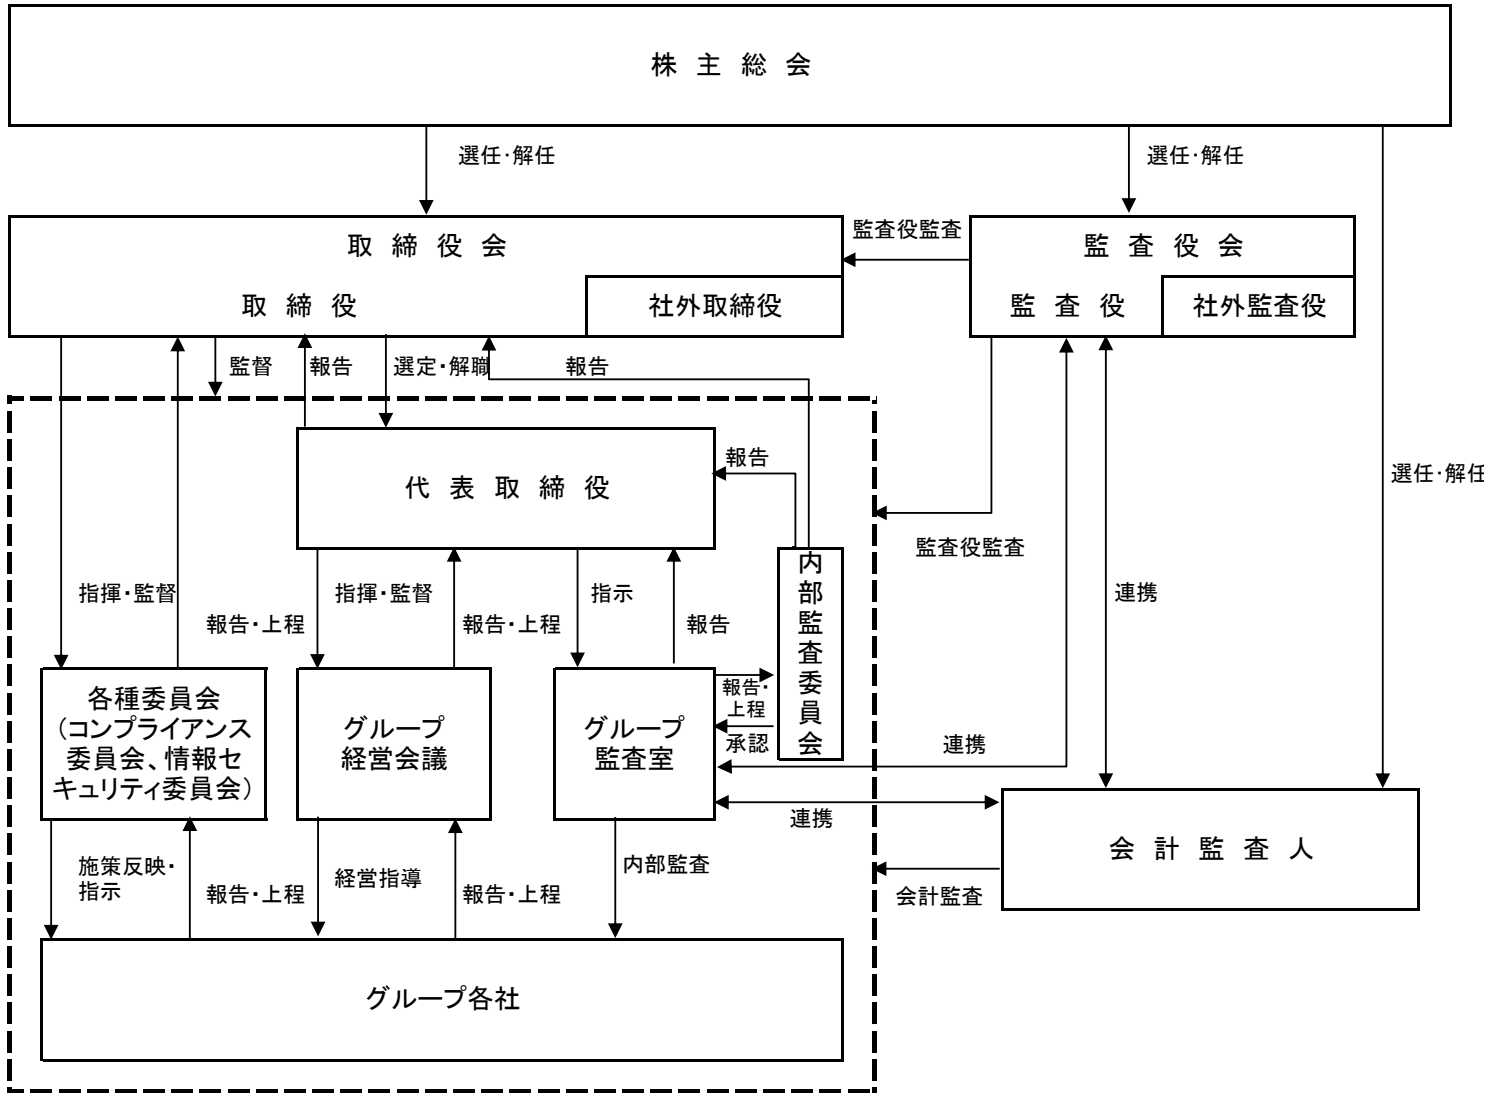 株主総会
選任・解任
選任・解任
取締役会
監査役監査
監査役会
取締役
社外取締役
監査役
社外監査役
監督
報告
選定・解職
報告
報告
選任・解任
代表取締役
監査役監査
内部監査委員会
指揮・監督
報告・上程
指揮・監督
報告・上程
指示
報告
連携
各種委員会
(コンプライアンス
委員会、情報セ
キュリティ委員会)
グループ
経営会議
グループ
監査室
報告・
上程
承認
連携
連携
会計監査人
施策反映・
指示
報告・上程
経営指導
報告・上程
内部監査
会計監査
グループ各社